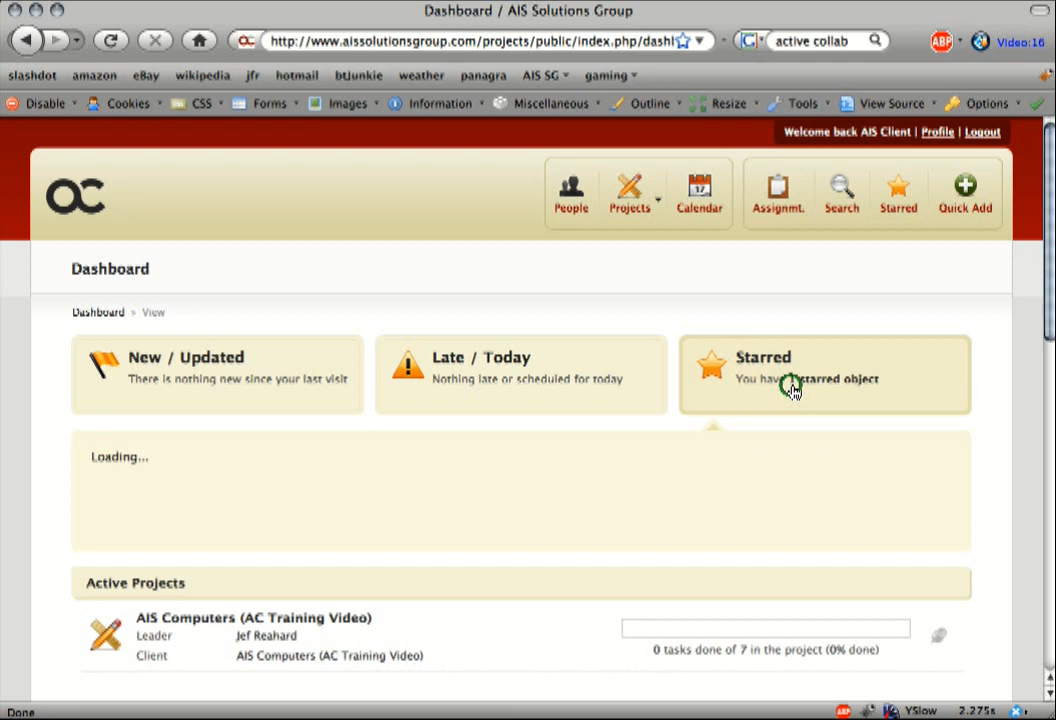 Dashboard / AIS Solutions Group
http://www.aissolutionsgroup.com/projects/public/index.php/dashl
active collab
ABP
Video:16
slashdot amazon eBay wikipedia jfr hotmail btJunkie weather panagra AIS SG gaming
Disable Cookies CSS Forms Images Information Miscellaneous Outline Resize Tools View Source Options
Welcome back AIS Client | Profile | Logout
People Projects Calendar Assignmt. Search Starred Quick Add
Dashboard
Dashboard » View
New / Updated
There is nothing new since your last visit
Late / Today
Nothing late or scheduled for today
Starred
You have starred object
Loading...
Active Projects
AIS Computers (AC Training Video)
Leader Jef Reahard
Client AIS Computers (AC Training Video)
0 tasks done of 7 in the project (0% done)
Done
ABP YSlow 2.275s